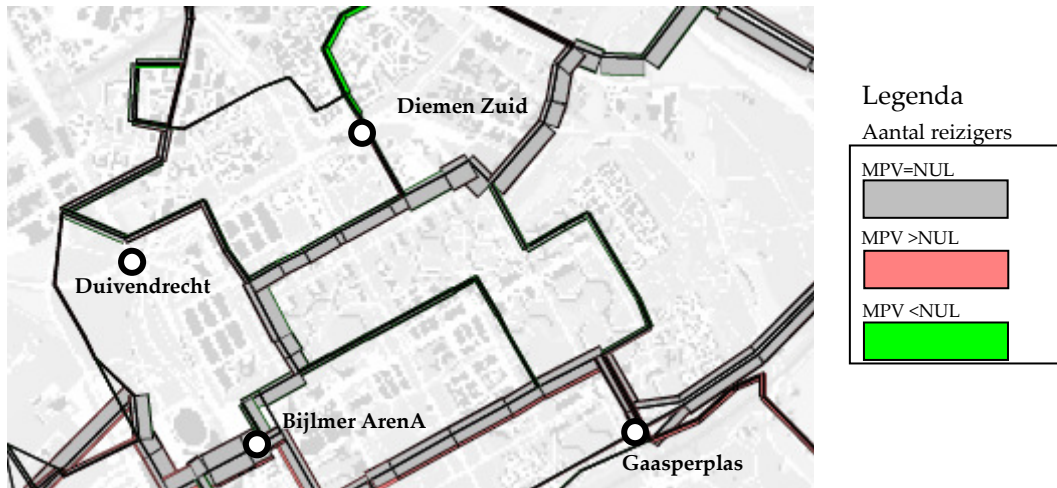 Diemen Zuid
Duivendrecht
Bijlmer ArenA
Gaasperplas
Legenda
Aantal reizigers
MPV=NUL
MPV >NUL
MPV <NUL